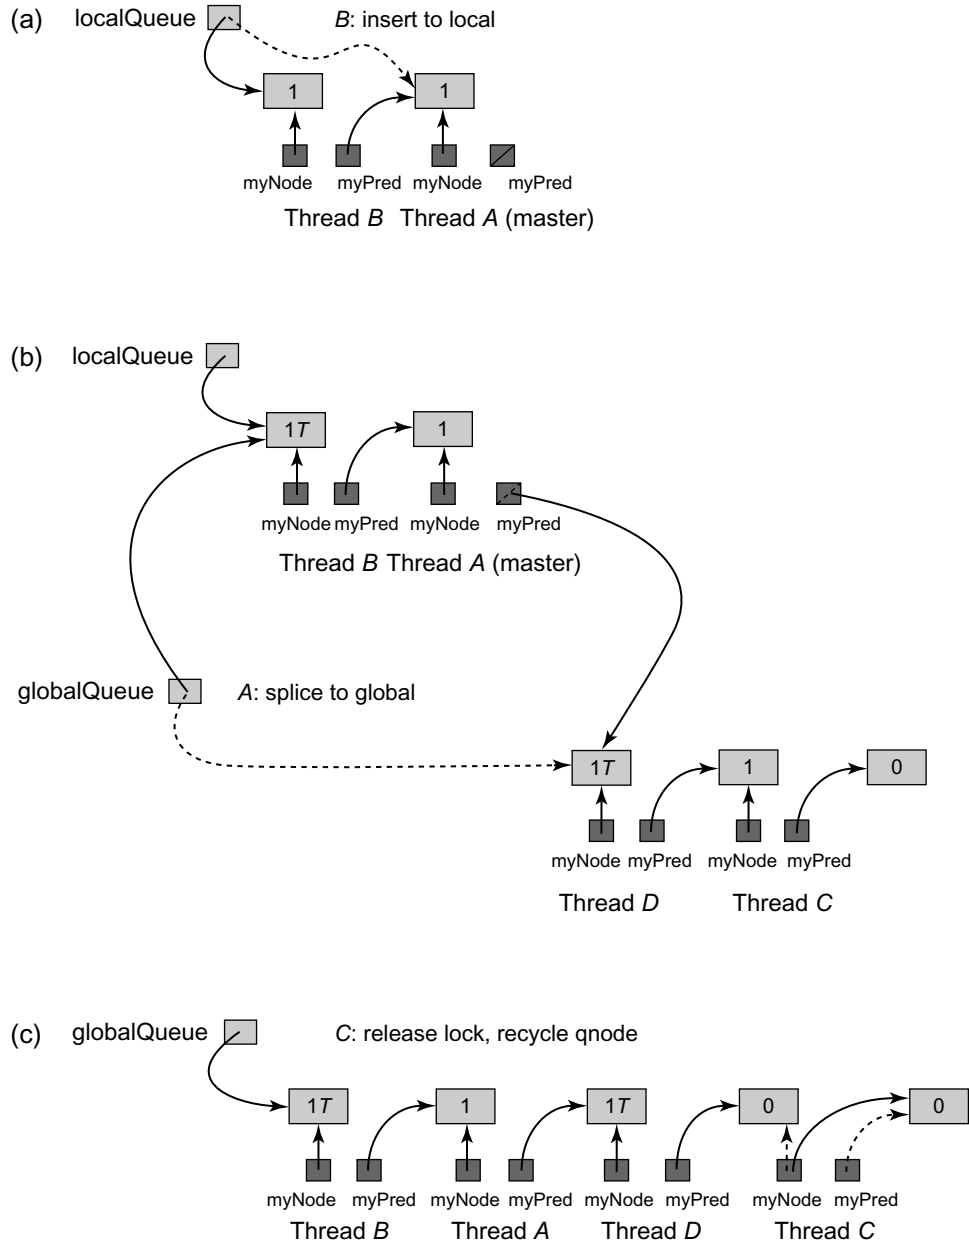 (a) localQueue B: insert to local
1 1
myNode myPred myNode myPred
Thread B Thread A (master)
(b) localQueue
1T 1
myNode myPred myNode myPred
Thread B Thread A (master)
globalQueue A: splice to global
1T 1 0
myNode myPred myNode myPred
Thread D Thread C
(c) globalQueue C: release lock, recycle qnode
1T 1 1T 0 0
myNode myPred myNode myPred myNode myPred myNode myPred
Thread B Thread A Thread D Thread C